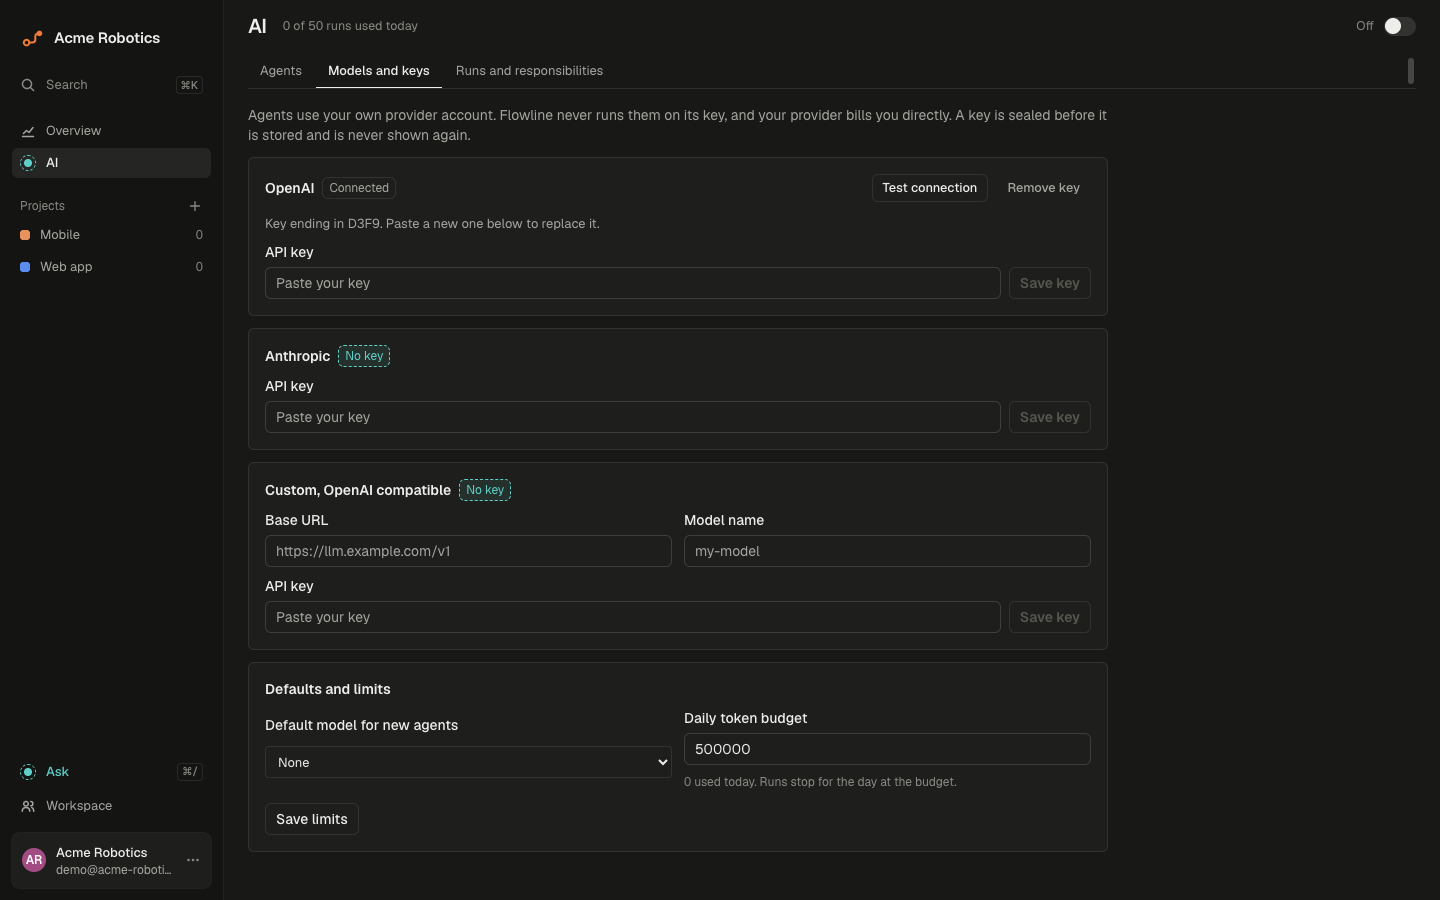 Acme Robotics
Search ⌘K
Overview
AI
Projects
Mobile 0
Web app 0
Ask ⌘/
Workspace
AR
Acme Robotics
demo@acme-roboti...
AI 0 of 50 runs used today
Off
Agents Models and keys Runs and responsibilities
Agents use your own provider account. Flowline never runs them on its key, and your provider bills you directly. A key is sealed before it
is stored and is never shown again.
OpenAI Connected Test connection Remove key
Key ending in D3F9. Paste a new one below to replace it.
API key
Paste your key Save key
Anthropic No key
API key
Paste your key Save key
Custom, OpenAI compatible No key
Base URL Model name
https://llm.example.com/v1 my-model
API key
Paste your key Save key
Defaults and limits
Default model for new agents Daily token budget
None 500000
0 used today. Runs stop for the day at the budget.
Save limits